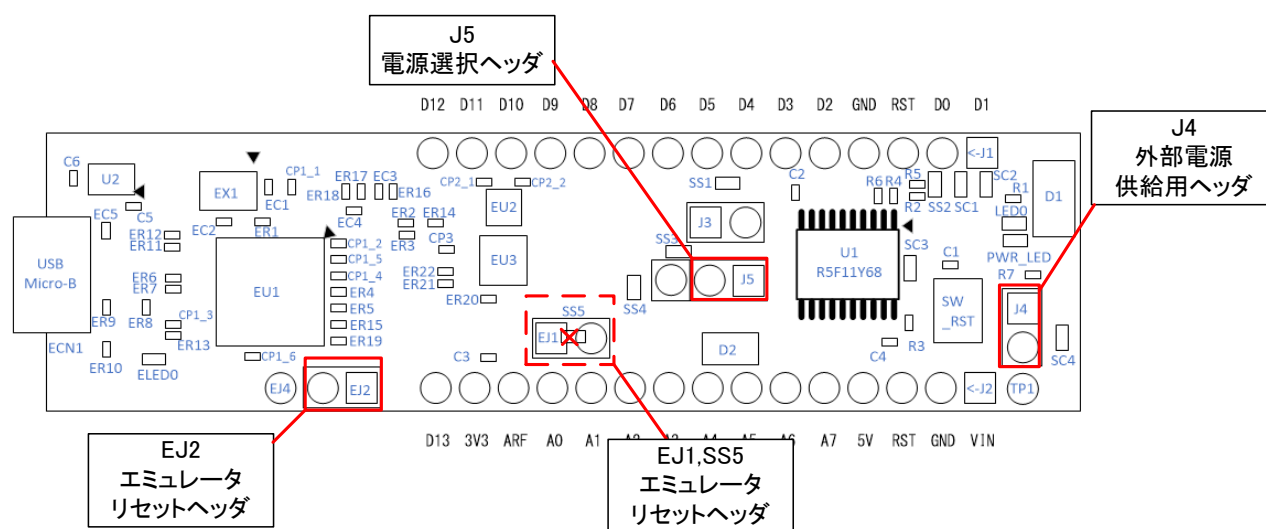 J5
電源選択ヘッダ
J4
外部電源
供給用ヘッダ
D12 D11 D10 D9 D8 D7 D6 D5 D4 D3 D2 GND RST D0 D1
<-J1
C6
U2
C5
EC5
EX1
CP1_1
EC1
EC2
ER1
ER17
ER18
EC3
ER16
EC4
ER2
ER3
ER14
CP2_1
CP2_2
EU2
CP3
EU3
ER22
ER21
ER20
SS1
J3
SS3
J5
SS4
C2
R6
R4
R5
R2
SS2
SC1
SC2
R1
D1
LED0
PWR_LED
R7
U1
R5F11Y68
SC3
C1
SW
_RST
R3
C4
J4
SC4
ER12
ER11
USB
Micro-B
ER6
ER7
EU1
CP1_2
CP1_5
CP1_4
ER4
ER5
ER15
ER19
ER9
ER8
CP1_3
ER13
ECN1
ER10
ELED0
CP1_6
SS5
EJ1
C3
D2
EJ4
EJ2
<-J2
TP1
D13 3V3 ARF A0 A1 A2 A3 A4 A5 A6 A7 5V RST GND VIN
EJ2
エミュレータ
リセットヘッダ
EJ1,SS5
エミュレータ
リセットヘッダ